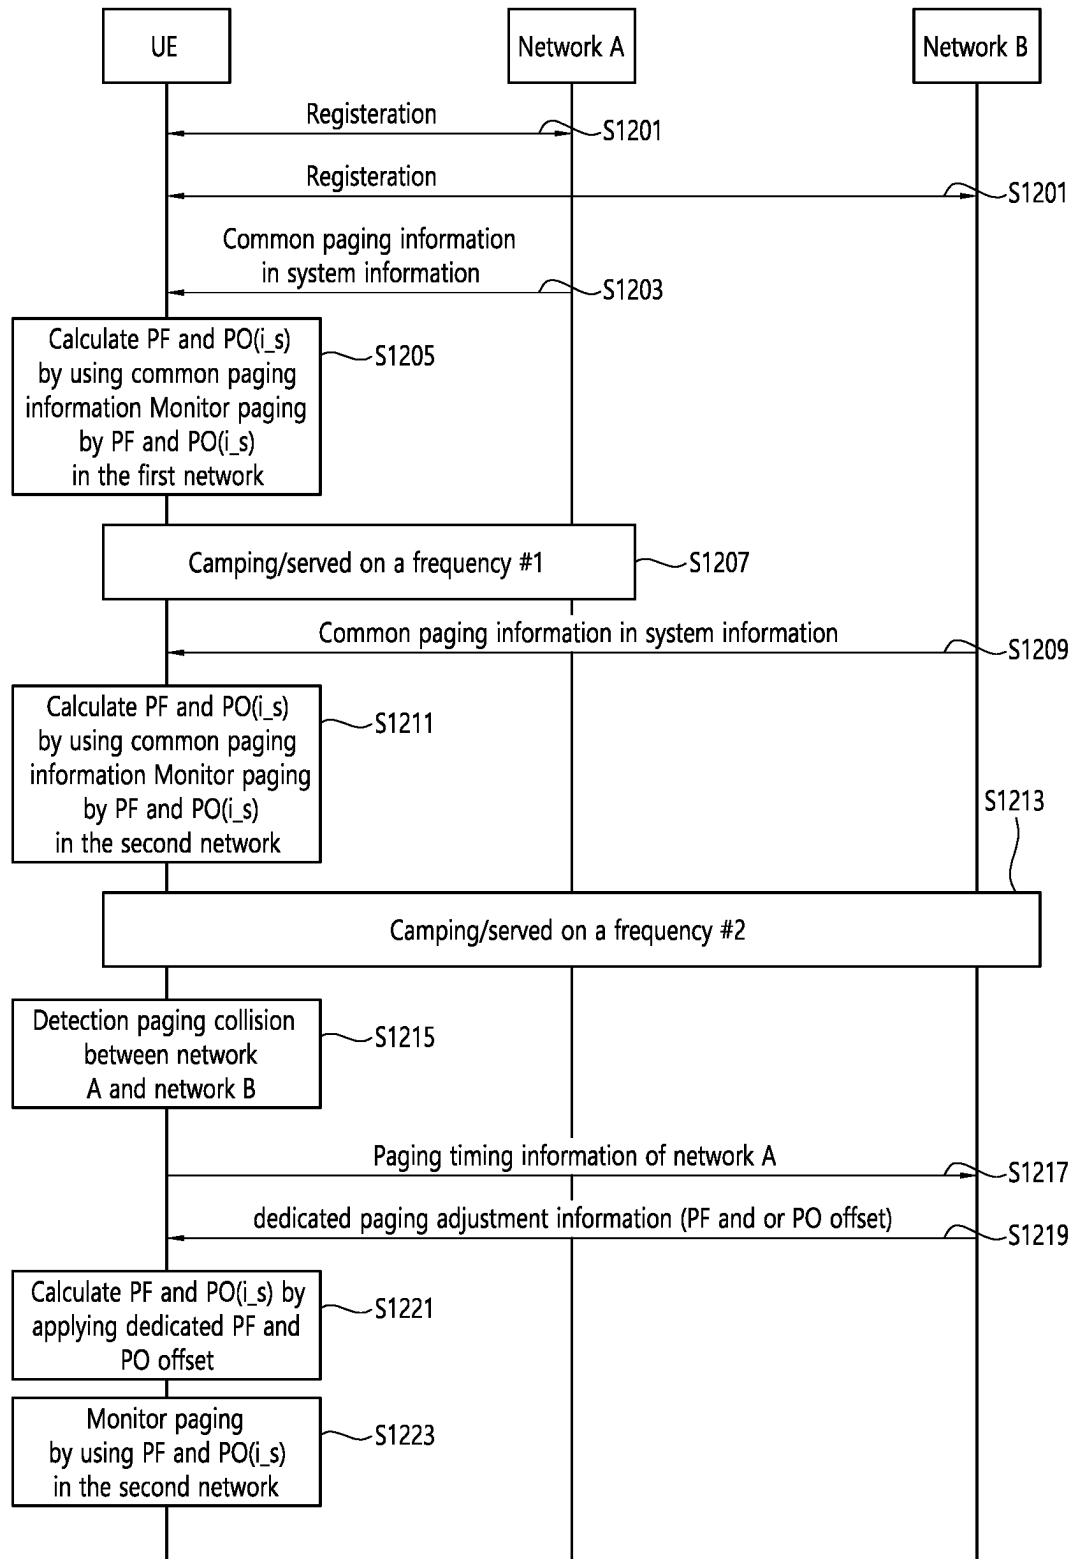 UE
Network A
Network B
Registeration
S1201
Registeration
S1201
Common paging information
in system information
S1203
Calculate PF and PO(i_s)
by using common paging
information Monitor paging
by PF and PO(i_s)
in the first network
S1205
Camping/served on a frequency #1
S1207
Common paging information in system information
S1209
Calculate PF and PO(i_s)
by using common paging
information Monitor paging
by PF and PO(i_s)
in the second network
S1211
S1213
Camping/served on a frequency #2
Detection paging collision
between network
A and network B
S1215
Paging timing information of network A
S1217
dedicated paging adjustment information (PF and or PO offset)
S1219
Calculate PF and PO(i_s) by
applying dedicated PF and
PO offset
S1221
Monitor paging
by using PF and PO(i_s)
in the second network
S1223